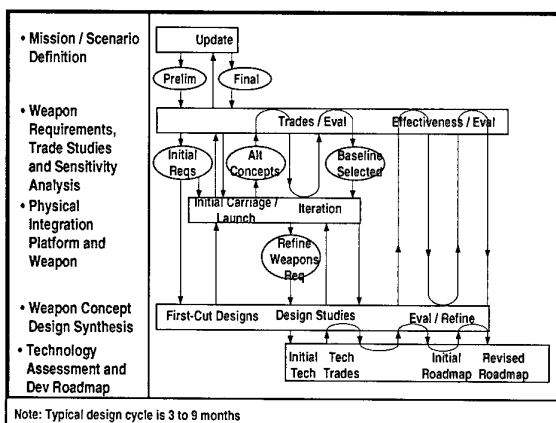 • Mission / Scenario
Definition
Update
Prelim
Final
• Weapon
Requirements,
Trade Studies
and Sensitivity
Analysis
Trades / Eval
Effectiveness / Eval
Initial
Reqs
Alt
Concepts
Baseline
Selected
• Physical
Integration
Platform and
Weapon
Initial Carriage /
Launch
Iteration
Refine
Weapons
Req
• Weapon Concept
Design Synthesis
First-Cut Designs
Design Studies
Eval / Refine
• Technology
Assessment and
Dev Roadmap
Initial
Tech
Tech
Trades
Initial
Roadmap
Revised
Roadmap
Note: Typical design cycle is 3 to 9 months